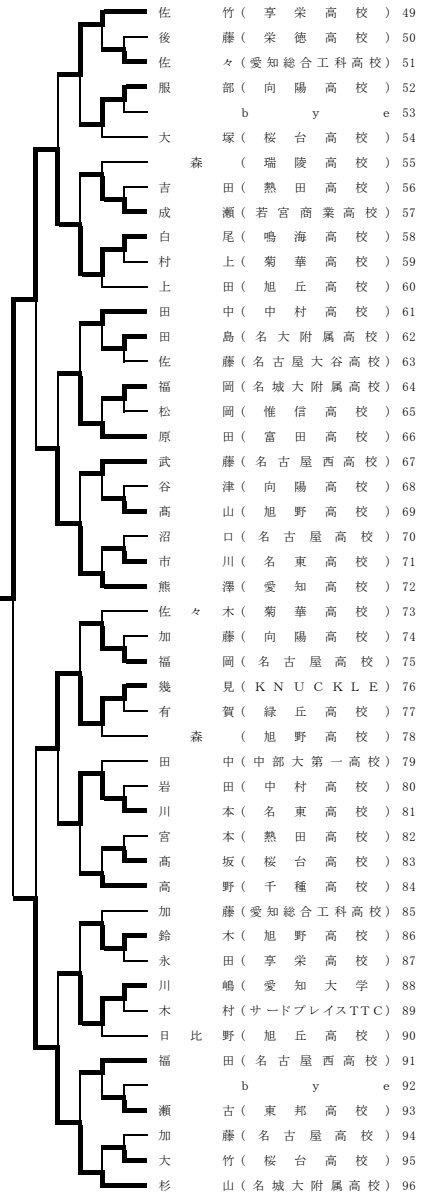 佐竹（享栄高校）49
後藤（栄徳高校）50
佐々（愛知総合工科高校）51
服部（向陽高校）52
bye 53
大塚（桜台高校）54
森（瑞陵高校）55
吉田（熱田高校）56
成瀬（若宮商業高校）57
白尾（鳴海高校）58
村上（菊華高校）59
上田（旭丘高校）60
田中（中村高校）61
田島（名大附属高校）62
佐藤（名古屋大谷高校）63
福岡（名城大附属高校）64
松岡（惟信高校）65
原田（富田高校）66
武藤（名古屋西高校）67
谷津（向陽高校）68
髙山（旭野高校）69
沼口（名古屋高校）70
市川（名東高校）71
熊澤（愛知高校）72
佐々木（菊華高校）73
加藤（向陽高校）74
福岡（名古屋高校）75
幾見（KNUCKLE）76
有賀（緑丘高校）77
森（旭野高校）78
田中（中部大第一高校）79
岩田（中村高校）80
川本（名東高校）81
宮本（熱田高校）82
髙坂（桜台高校）83
高野（千種高校）84
加藤（愛知総合工科高校）85
鈴木（旭野高校）86
永田（享栄高校）87
川嶋（愛知大学）88
木村（サードプレイスTTC）89
日比野（旭丘高校）90
福田（名古屋西高校）91
bye 92
瀬古（東邦高校）93
加藤（名古屋高校）94
大竹（桜台高校）95
杉山（名城大附属高校）96